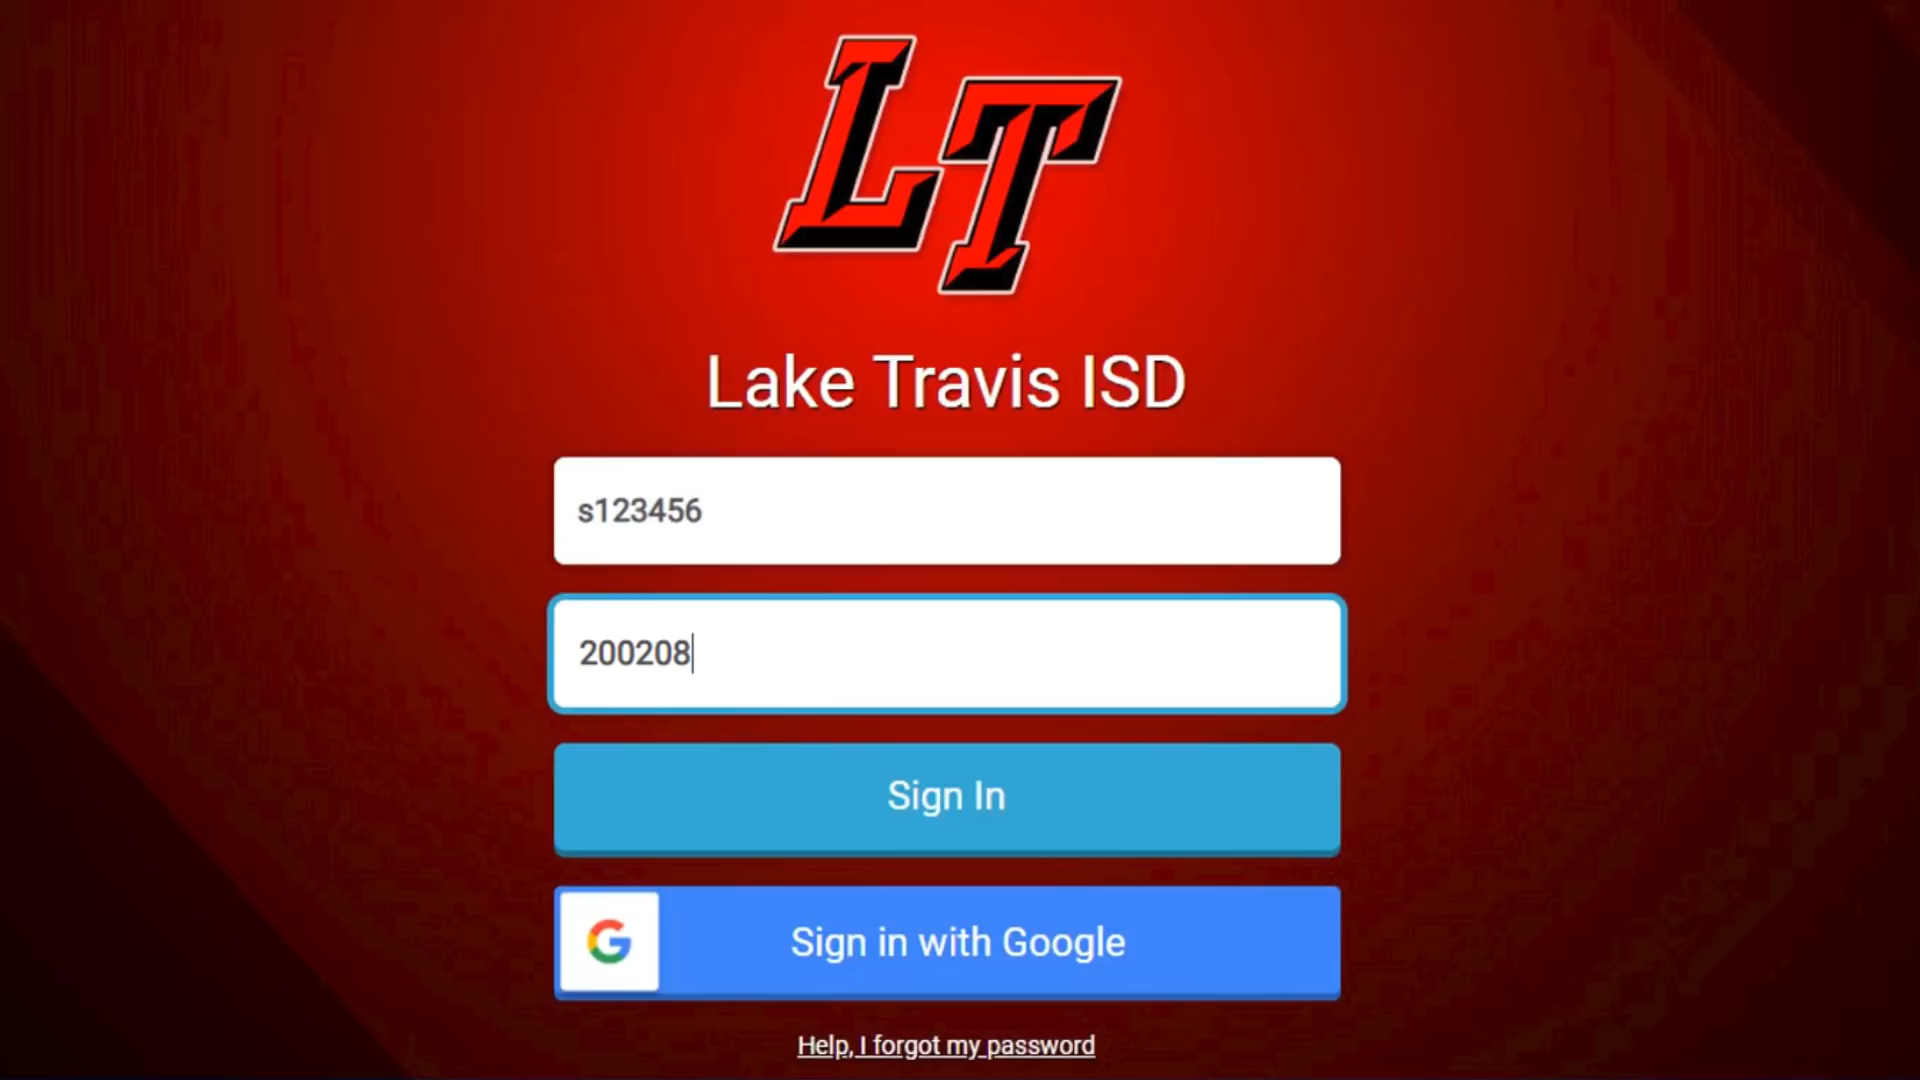 LT
Lake Travis ISD
s123456
200208
Sign In
G Sign in with Google
Help, I forgot my password